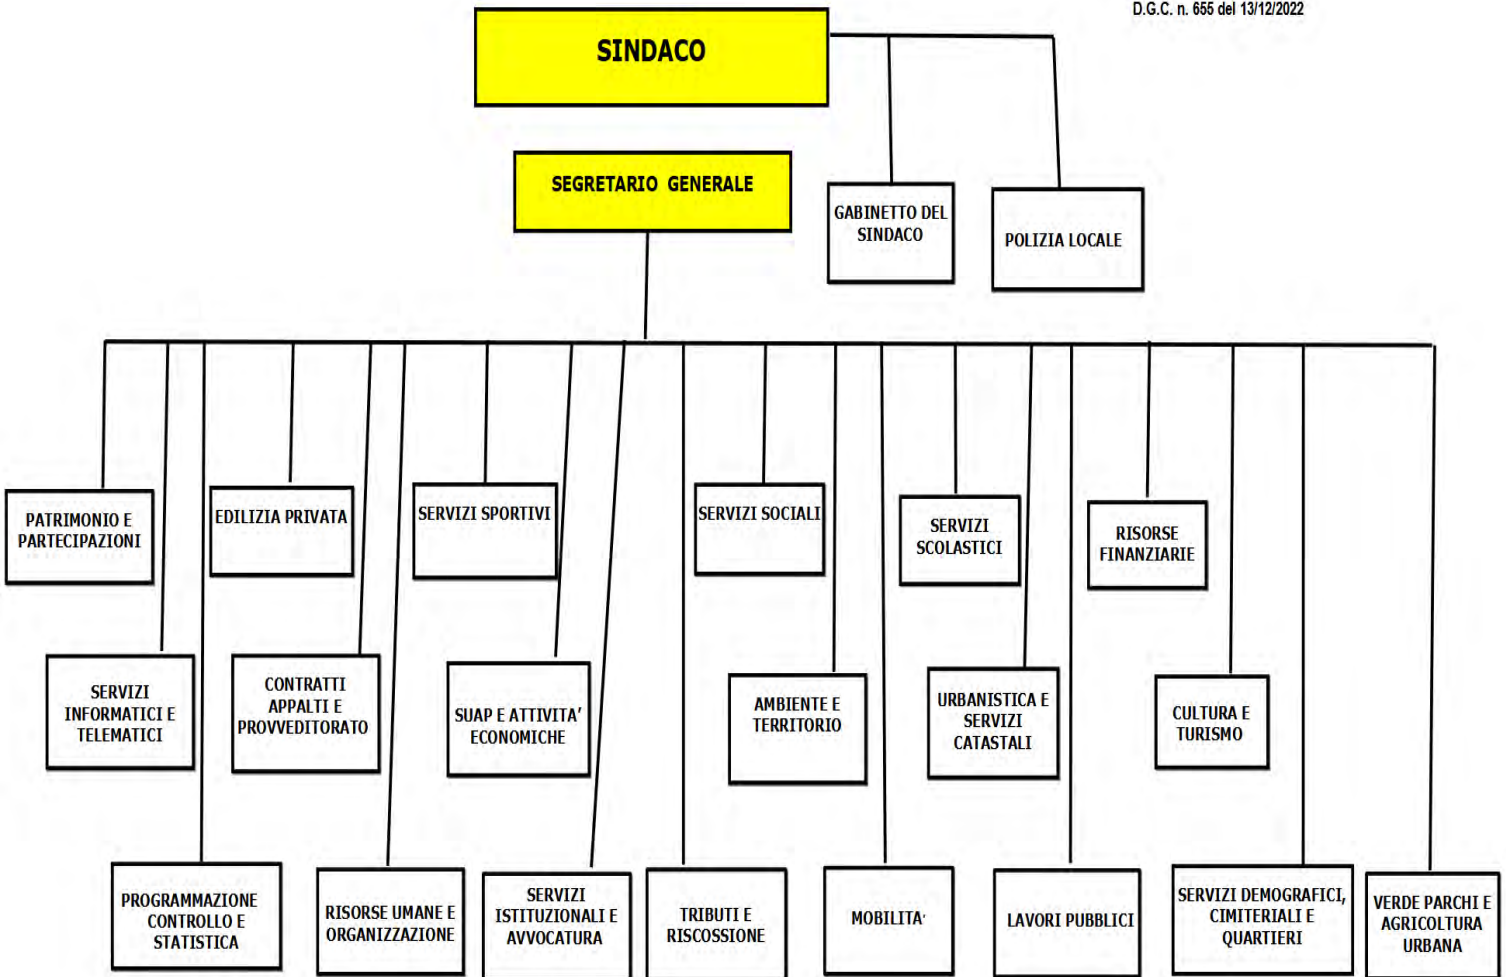 D.G.C. n. 655 del 13/12/2022
SINDACO
SEGRETARIO GENERALE
GABINETTO DEL
SINDACO
POLIZIA LOCALE
PATRIMONIO E
PARTECIPAZIONI
EDILIZIA PRIVATA
SERVIZI SPORTIVI
SERVIZI SOCIALI
SERVIZI
SCOLASTICI
RISORSE
FINANZIARIE
SERVIZI
INFORMATICI E
TELEMATICI
CONTRATTI
APPALTI E
PROVVEDITORATO
SUAP E ATTIVITA'
ECONOMICHE
AMBIENTE E
TERRITORIO
URBANISTICA E
SERVIZI
CATASTALI
CULTURA E
TURISMO
PROGRAMMAZIONE
CONTROLLO E
STATISTICA
RISORSE UMANE E
ORGANIZZAZIONE
SERVIZI
ISTITUZIONALI E
AVVOCATURA
TRIBUTI E
RISCOSSIONE
MOBILITA'
LAVORI PUBBLICI
SERVIZI DEMOGRAFICI,
CIMITERIALI E
QUARTIERI
VERDE PARCHI E
AGRICOLTURA
URBANA